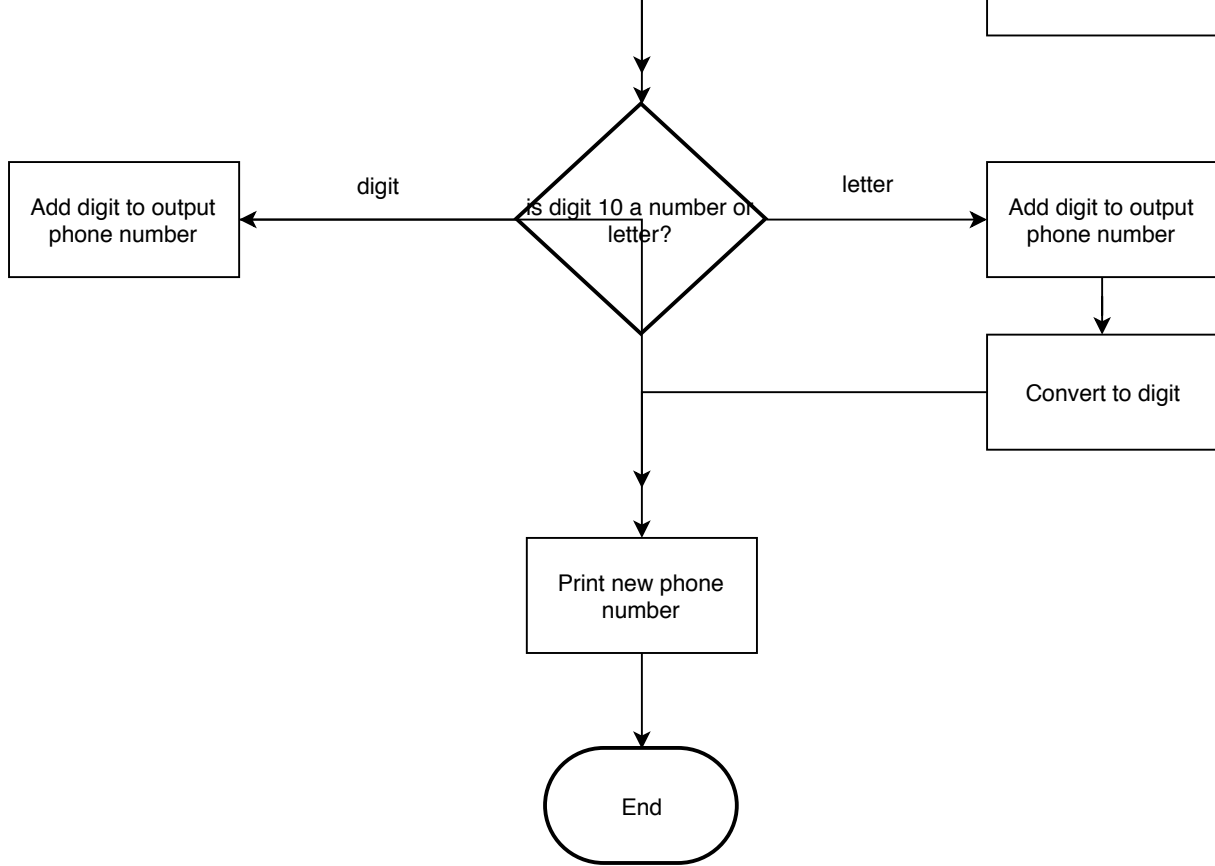 digit
letter
Add digit to output
phone number
is digit 10 a number or
letter?
Add digit to output
phone number
Convert to digit
Print new phone
number
End